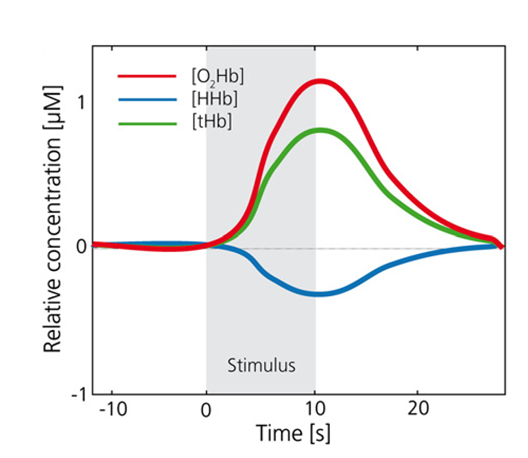 [O₂Hb]
[HHb]
[tHb]
Relative concentration [µM]
1
0
-1
Stimulus
-10 0 10 20
Time [s]